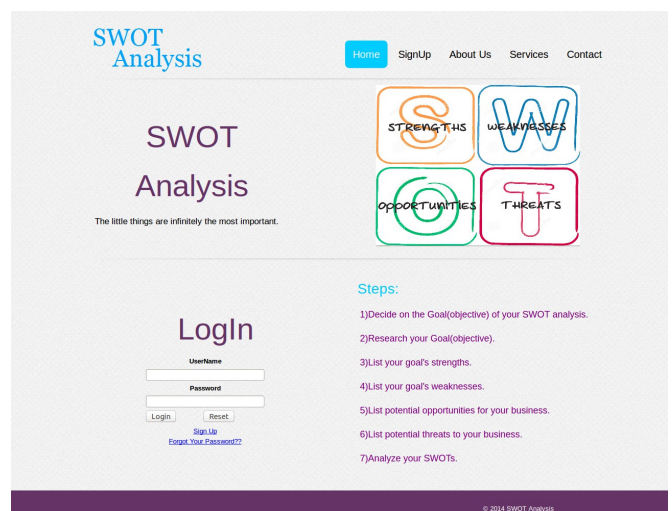 SWOT
Analysis
Home SignUp About Us Services Contact
SWOT
Analysis
The little things are infinitely the most important.
S W
STRENGTHS WEAKNESSES
O T
OPPORTUNITIES THREATS
LogIn
UserName
Password
Login Reset
Sign Up
Forgot Your Password??
Steps:
1)Decide on the Goal(objective) of your SWOT analysis.
2)Research your Goal(objective).
3)List your goal's strengths.
4)List your goal's weaknesses.
5)List potential opportunities for your business.
6)List potential threats to your business.
7)Analyze your SWOTs.
© 2014 SWOT Analysis